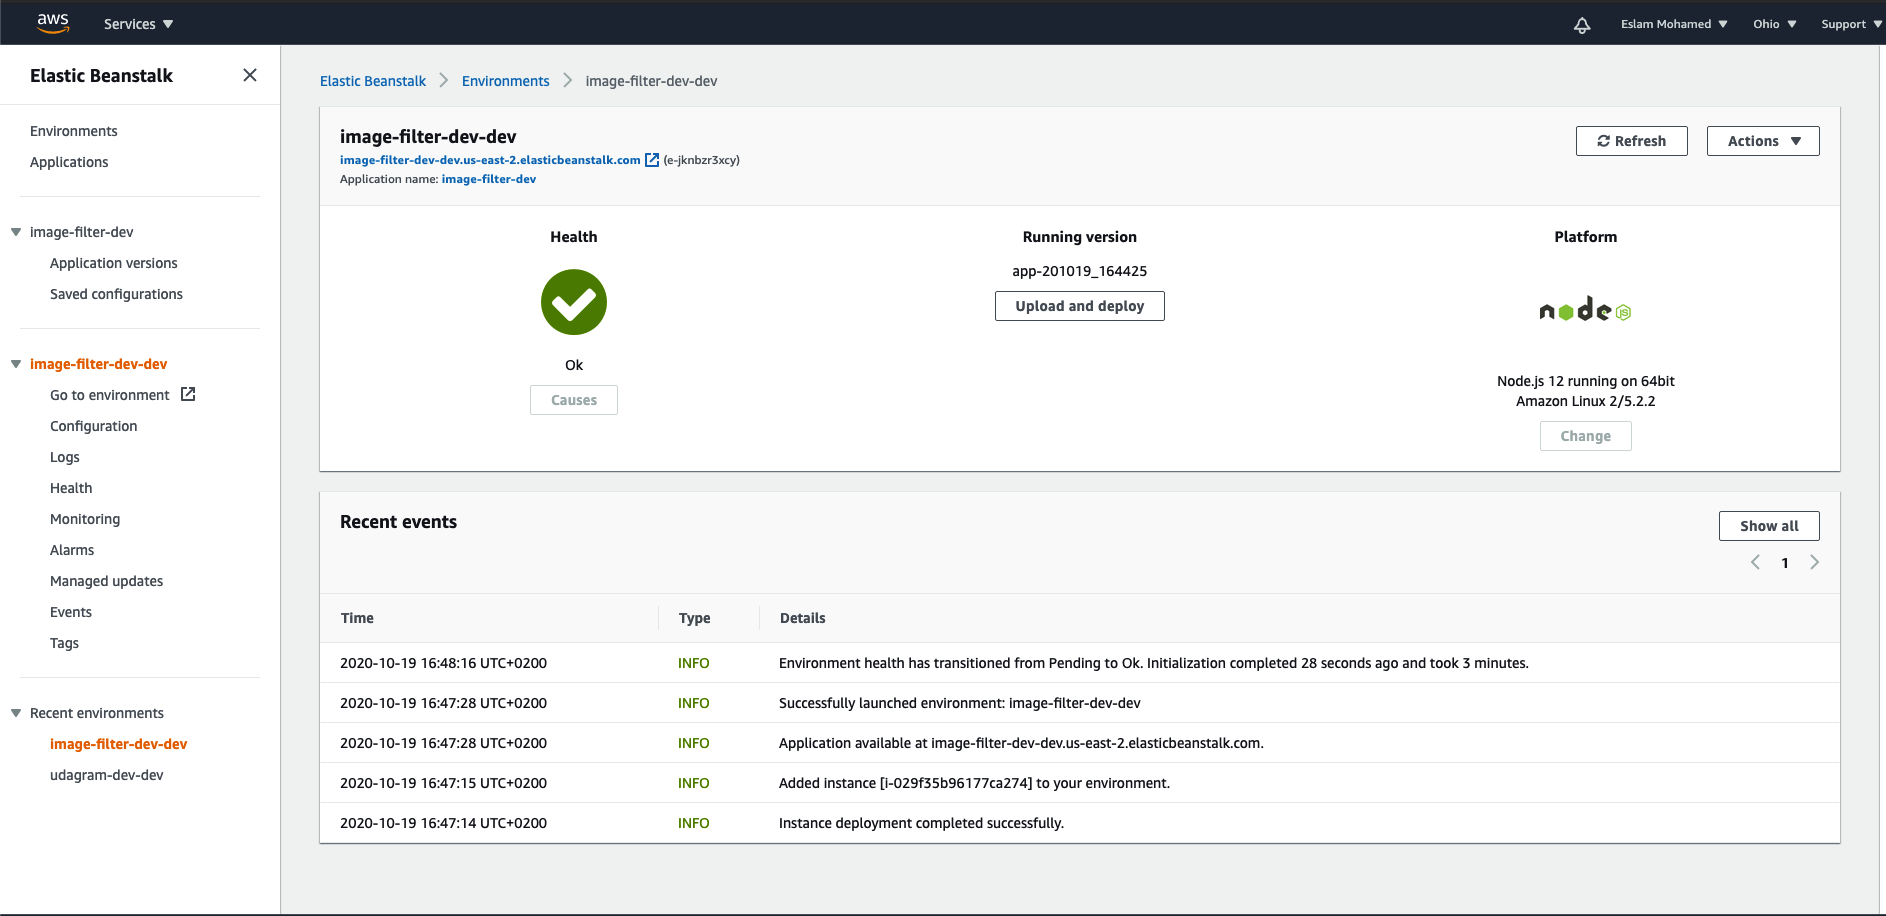 aws
Services
Eslam Mohamed
Ohio
Support
Elastic Beanstalk
Environments
Applications
image-filter-dev
Application versions
Saved configurations
image-filter-dev-dev
Go to environment
Configuration
Logs
Health
Monitoring
Alarms
Managed updates
Events
Tags
Recent environments
image-filter-dev-dev
udagram-dev-dev
Elastic Beanstalk
Environments
image-filter-dev-dev
image-filter-dev-dev
image-filter-dev-dev.us-east-2.elasticbeanstalk.com (e-jknbzr3xcy)
Application name: image-filter-dev
Refresh
Actions
Health
Ok
Causes
Running version
app-201019_164425
Upload and deploy
Platform
node
JS
Node.js 12 running on 64bit
Amazon Linux 2/5.2.2
Change
Recent events
Show all
1
Time Type Details
2020-10-19 16:48:16 UTC+0200 INFO Environment health has transitioned from Pending to Ok. Initialization completed 28 seconds ago and took 3 minutes.
2020-10-19 16:47:28 UTC+0200 INFO Successfully launched environment: image-filter-dev-dev
2020-10-19 16:47:28 UTC+0200 INFO Application available at image-filter-dev-dev.us-east-2.elasticbeanstalk.com.
2020-10-19 16:47:15 UTC+0200 INFO Added instance [i-029f35b96177ca274] to your environment.
2020-10-19 16:47:14 UTC+0200 INFO Instance deployment completed successfully.